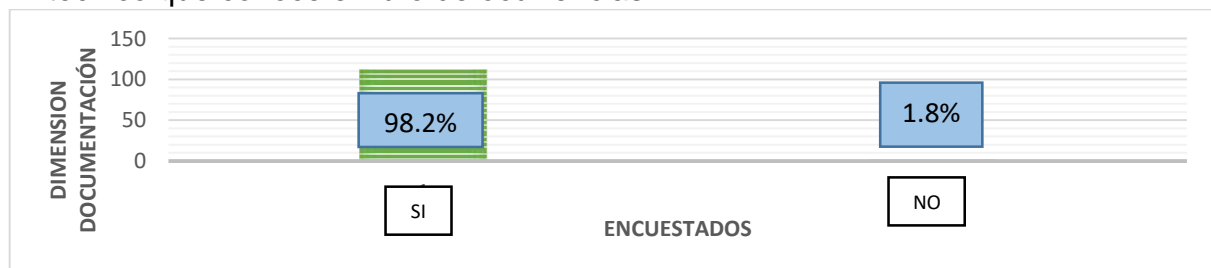 150
100
50
0
DIMENSION
DOCUMENTACIÓN
98.2%
1.8%
SI
NO
ENCUESTADOS